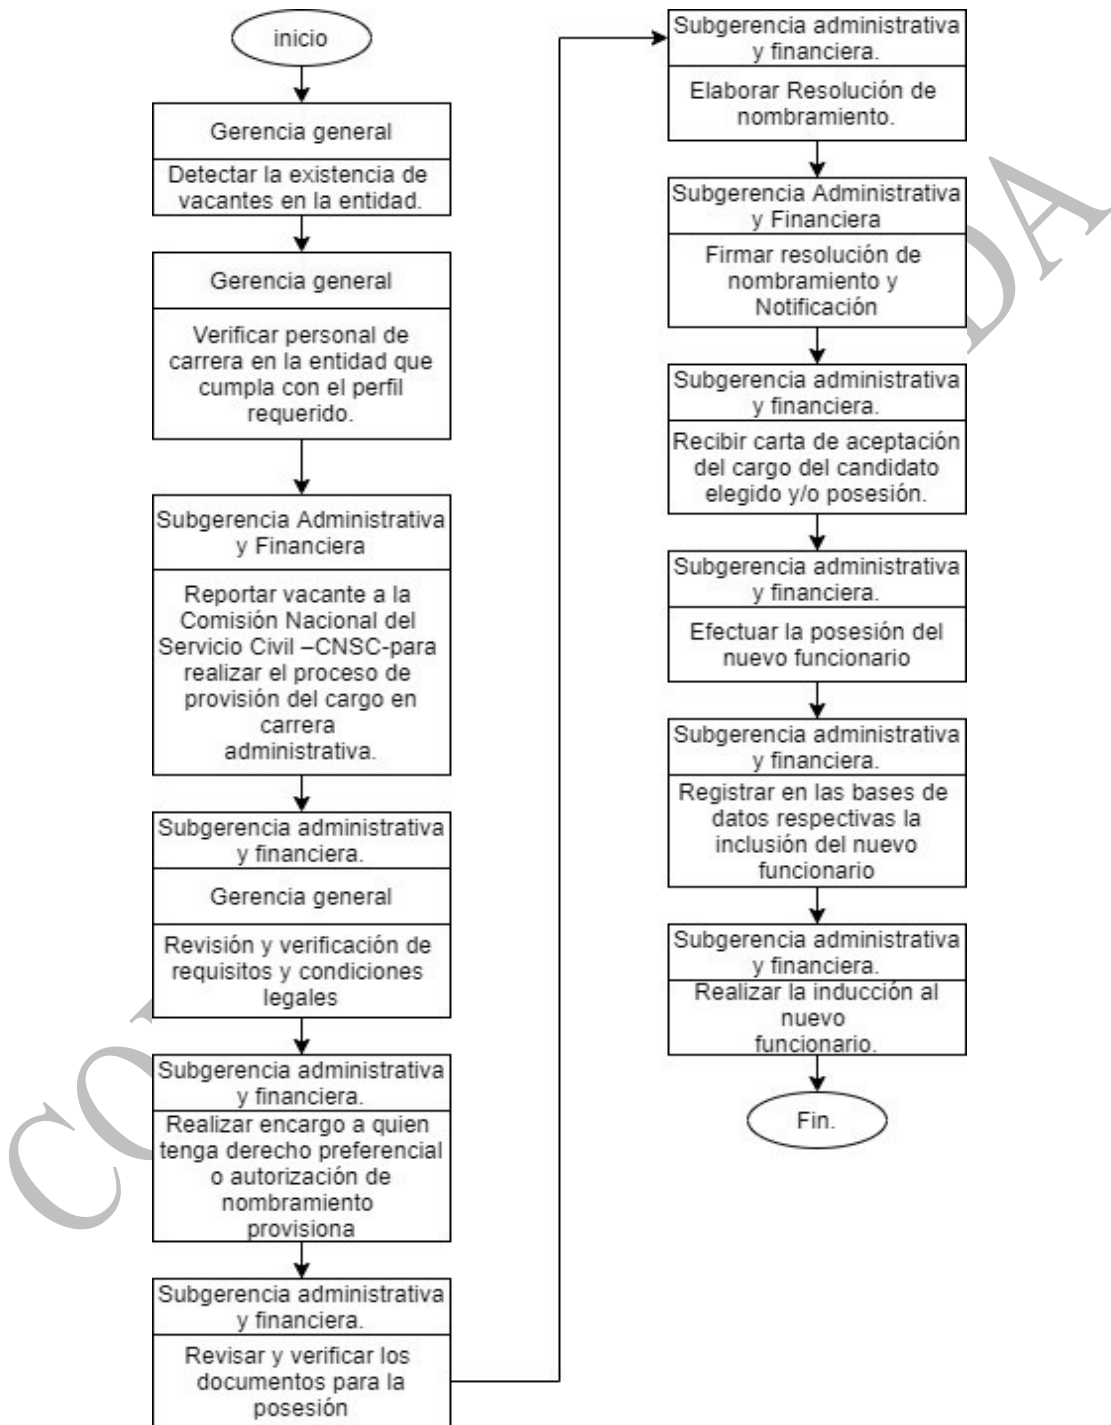 inicio
Gerencia general
Detectar la existencia de
vacantes en la entidad.
Gerencia general
Verificar personal de
carrera en la entidad que
cumpla con el perfil
requerido.
Subgerencia Administrativa
y Financiera
Reportar vacante a la
Comisión Nacional del
Servicio Civil –CNSC-para
realizar el proceso de
provisión del cargo en
carrera
administrativa.
Subgerencia administrativa
y financiera.
Gerencia general
Revisión y verificación de
requisitos y condiciones
legales
Subgerencia administrativa
y financiera.
Realizar encargo a quien
tenga derecho preferencial
o autorización de
nombramiento
provisiona
Subgerencia administrativa
y financiera.
Revisar y verificar los
documentos para la
posesión
Subgerencia administrativa
y financiera.
Elaborar Resolución de
nombramiento.
Subgerencia Administrativa
y Financiera
Firmar resolución de
nombramiento y
Notificación
Subgerencia administrativa
y financiera.
Recibir carta de aceptación
del cargo del candidato
elegido y/o posesión.
Subgerencia administrativa
y financiera.
Efectuar la posesión del
nuevo funcionario
Subgerencia administrativa
y financiera.
Registrar en las bases de
datos respectivas la
inclusión del nuevo
funcionario
Subgerencia administrativa
y financiera.
Realizar la inducción al
nuevo
funcionario.
Fin.